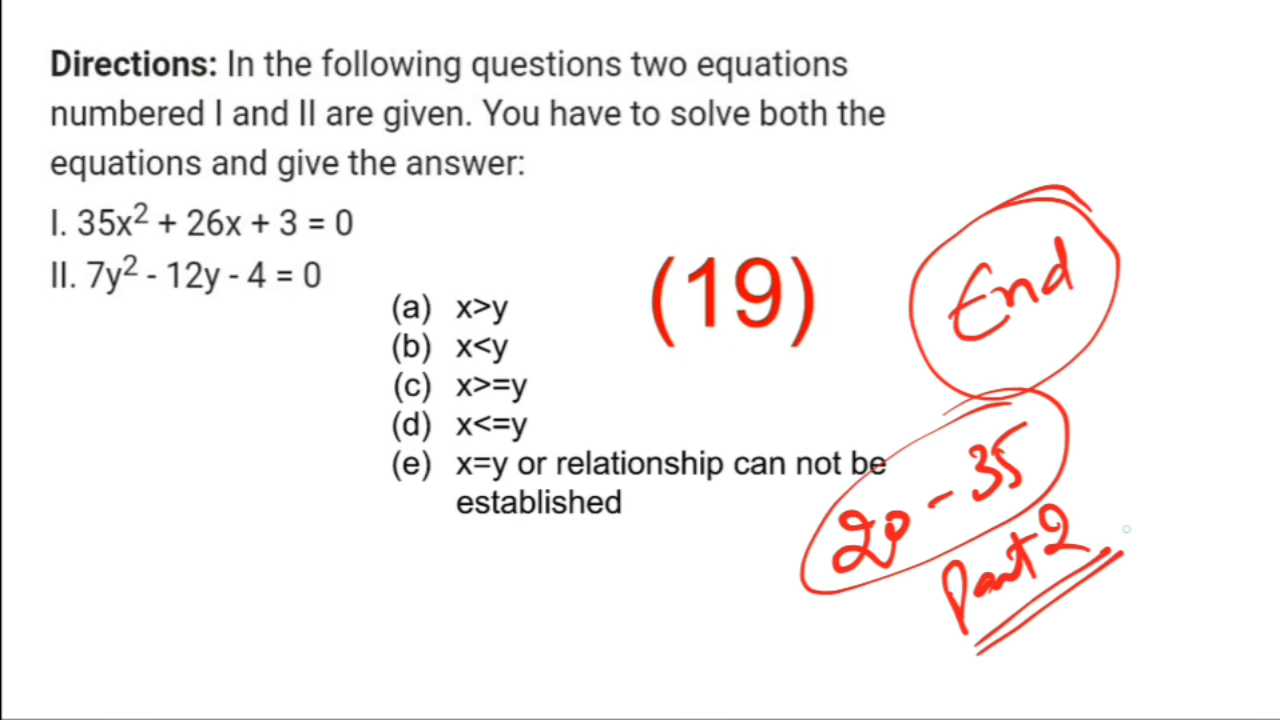 Directions: In the following questions two equations
numbered I and II are given. You have to solve both the
equations and give the answer:
I. 35x² + 26x + 3 = 0
II. 7y² - 12y - 4 = 0
(a) x>y
(b) x<y
(c) x>=y
(d) x<=y
(e) x=y or relationship can not be
established
(19)
End
20 - 35
Part 2